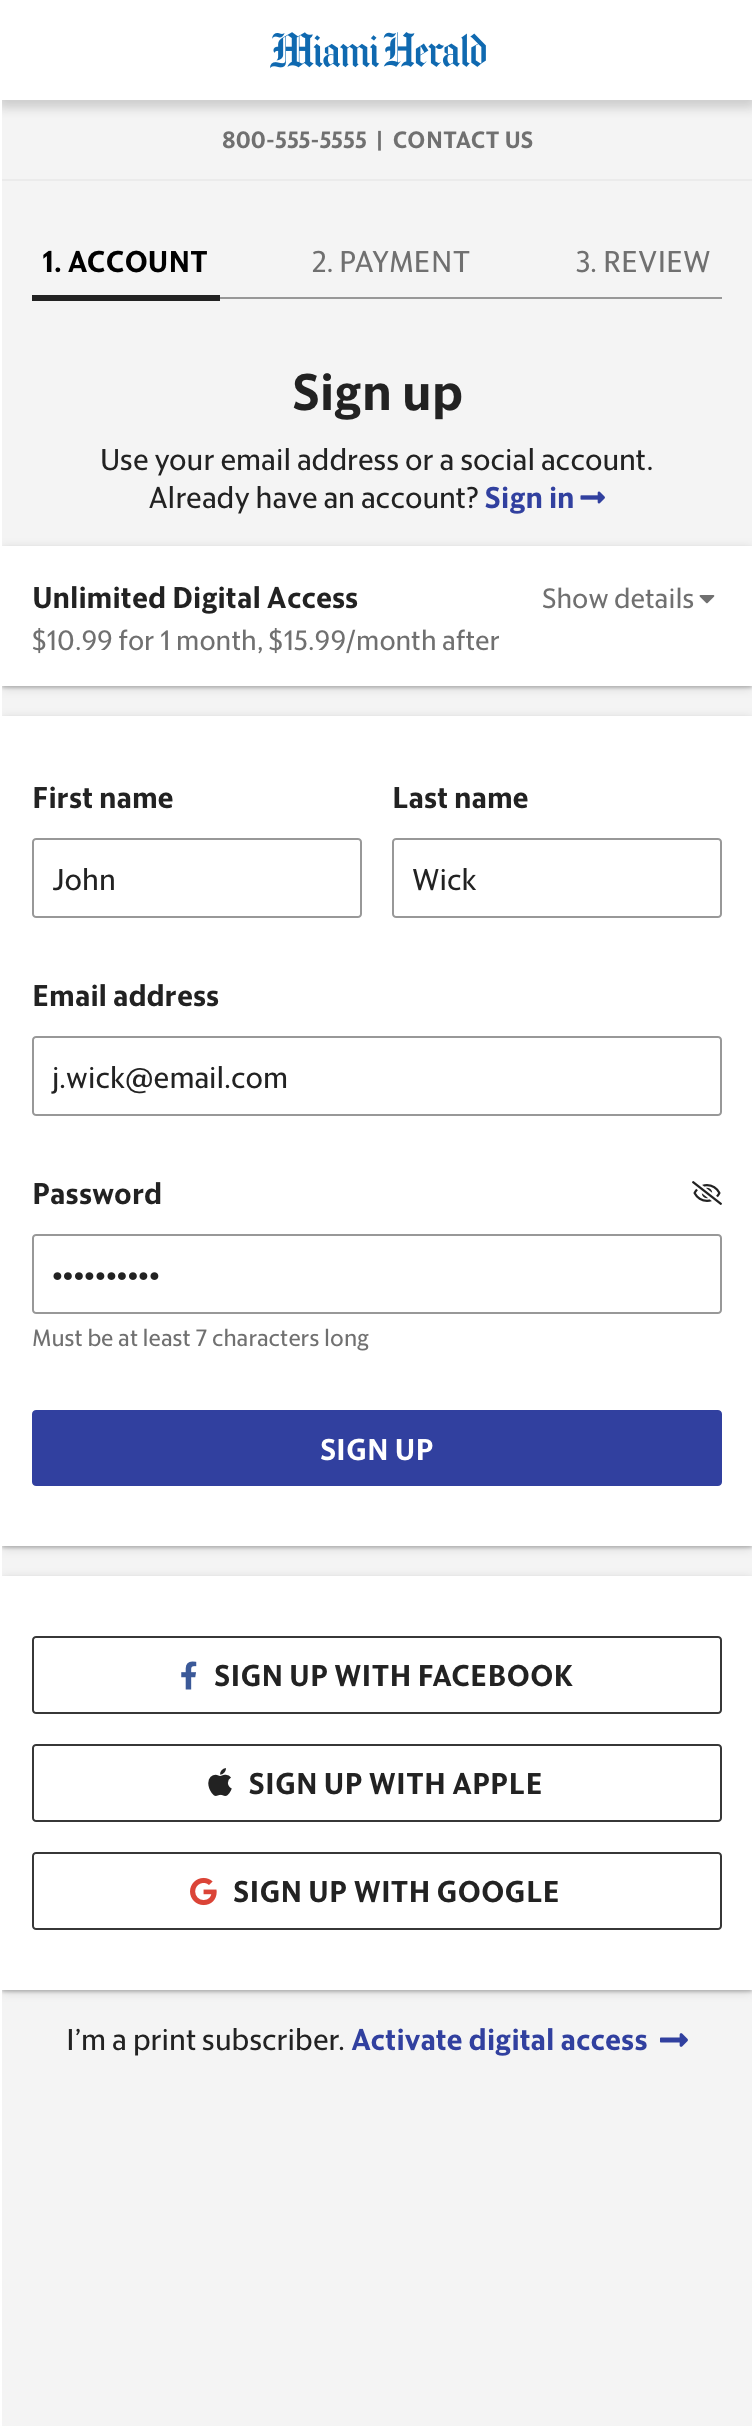 Miami Herald
800-555-5555 | CONTACT US
1. ACCOUNT 2. PAYMENT 3. REVIEW
Sign up
Use your email address or a social account.
Already have an account? Sign in →
Unlimited Digital Access Show details
$10.99 for 1 month, $15.99/month after
First name Last name
John Wick
Email address
j.wick@email.com
Password
••••••••••
Must be at least 7 characters long
SIGN UP
f SIGN UP WITH FACEBOOK
SIGN UP WITH APPLE
G SIGN UP WITH GOOGLE
I’m a print subscriber. Activate digital access →